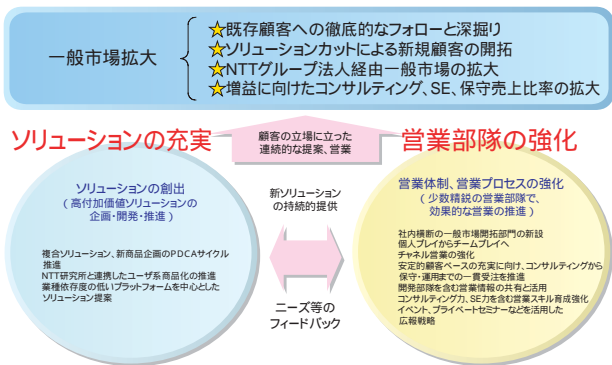 一般市場拡大
☆既存顧客への徹底的なフォローと深掘り
☆ソリューションカットによる新規顧客の開拓
☆NTTグループ法人経由一般市場の拡大
☆増益に向けたコンサルティング、SE、保守売上比率の拡大
ソリューションの充実
顧客の立場に立った
連続的な提案、営業
営業部隊の強化
ソリューションの創出
（高付加価値ソリューションの
企画・開発・推進）
複合ソリューション、新商品企画のPDCAサイクル
推進
NTT研究所と連携したユーザ系商品化の推進
業種依存度の低いプラットフォームを中心とした
ソリューション提案
新ソリューション
の持続的提供
ニーズ等の
フィードバック
営業体制、営業プロセスの強化
（少数精鋭の営業部隊で、
効果的な営業の推進）
社内横断の一般市場開拓部門の新設
個人プレイからチームプレイへ
チャネル営業の強化
安定的顧客ベースの充実に向け、コンサルティングから
保守・運用までの一貫受注を推進
開発部隊を含む営業情報の共有と活用
コンサルティング力、SE力を含む営業スキル育成強化
イベント、プライベートセミナーなどを活用した
広報戦略